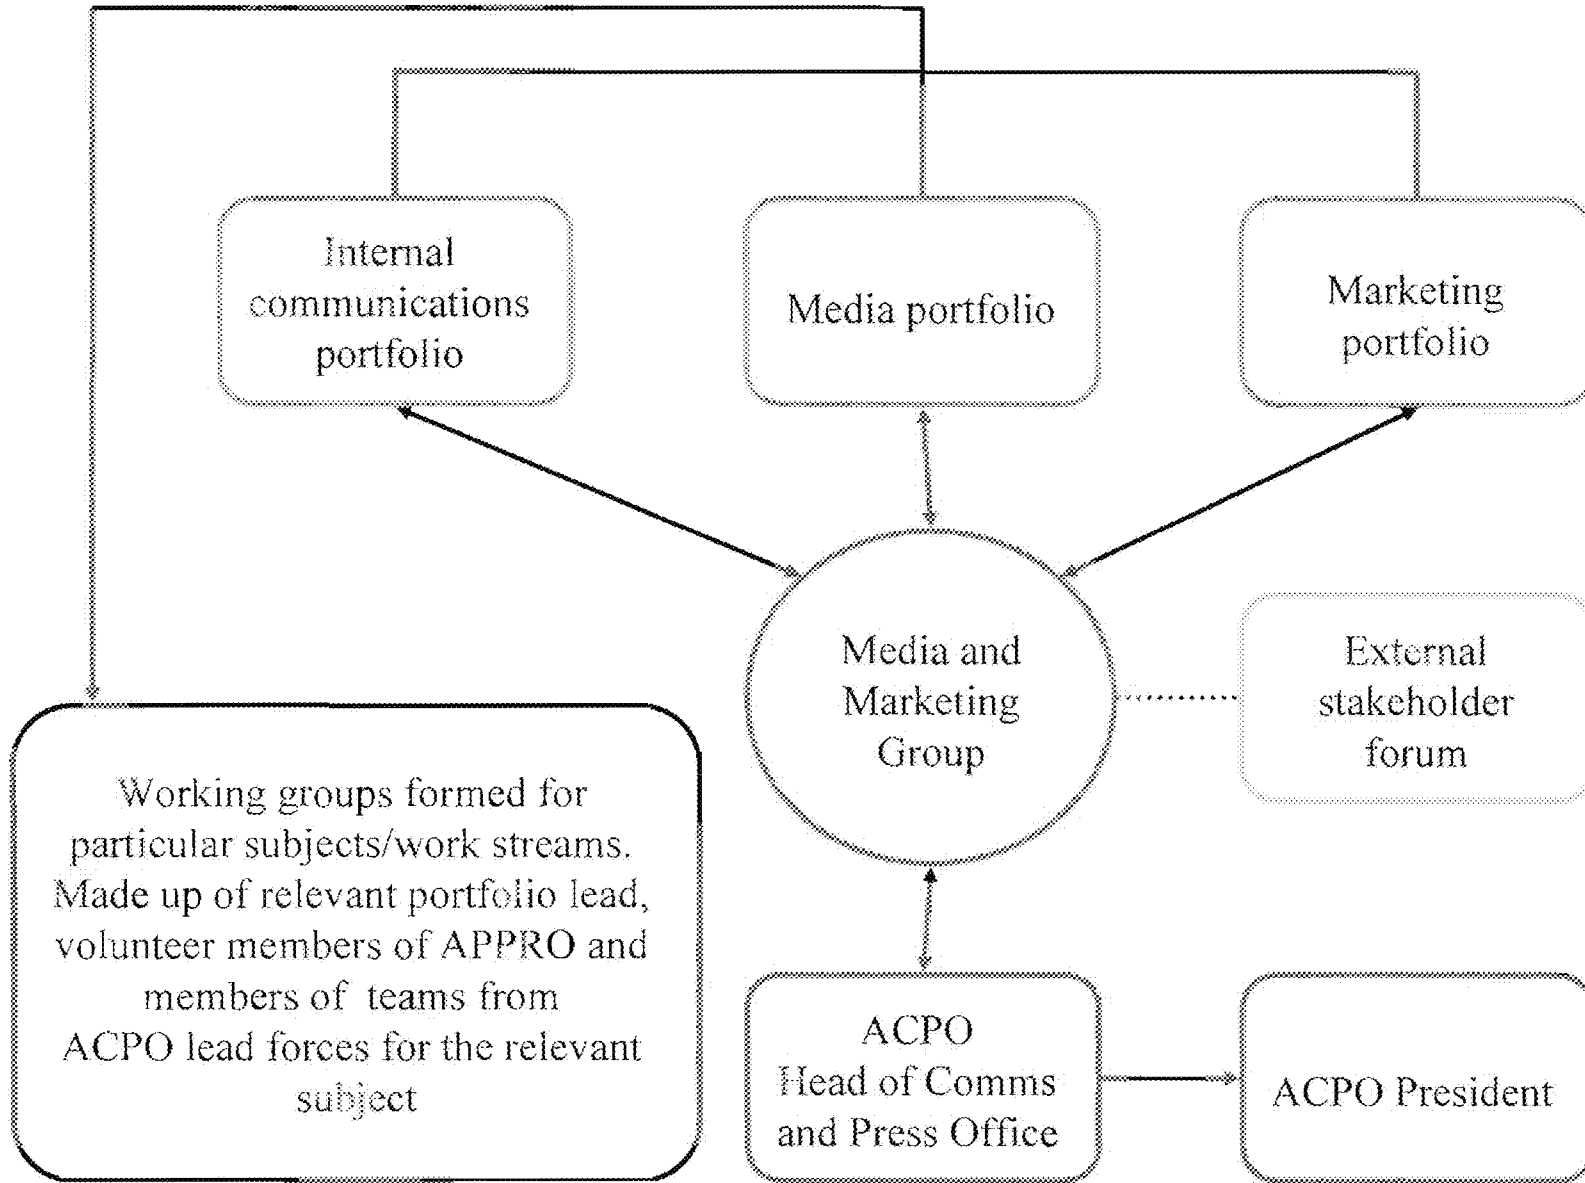 Internal
communications
portfolio
Media portfolio
Marketing
portfolio
Media and
Marketing
Group
External
stakeholder
forum
Working groups formed for
particular subjects/work streams.
Made up of relevant portfolio lead,
volunteer members of APPRO and
members of teams from
ACPO lead forces for the relevant
subject
ACPO
Head of Comms
and Press Office
ACPO President